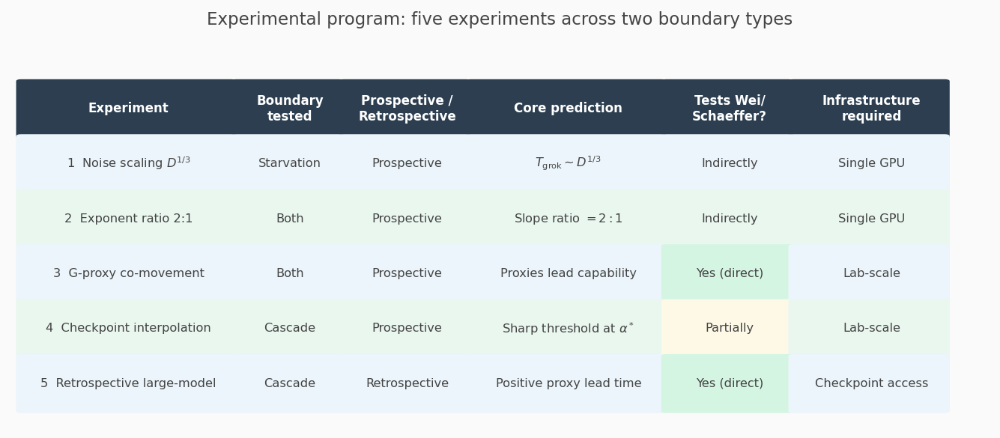 Experimental program: five experiments across two boundary types
Experiment
Boundary
tested
Prospective /
Retrospective
Core prediction
Tests Wei/
Schaeffer?
Infrastructure
required
1 Noise scaling $D^{1/3}$
Starvation
Prospective
$T_{\text{grok}} \sim D^{1/3}$
Indirectly
Single GPU
2 Exponent ratio 2:1
Both
Prospective
Slope ratio = 2 : 1
Indirectly
Single GPU
3 G-proxy co-movement
Both
Prospective
Proxies lead capability
Yes (direct)
Lab-scale
4 Checkpoint interpolation
Cascade
Prospective
Sharp threshold at $\alpha^*$
Partially
Lab-scale
5 Retrospective large-model
Cascade
Retrospective
Positive proxy lead time
Yes (direct)
Checkpoint access